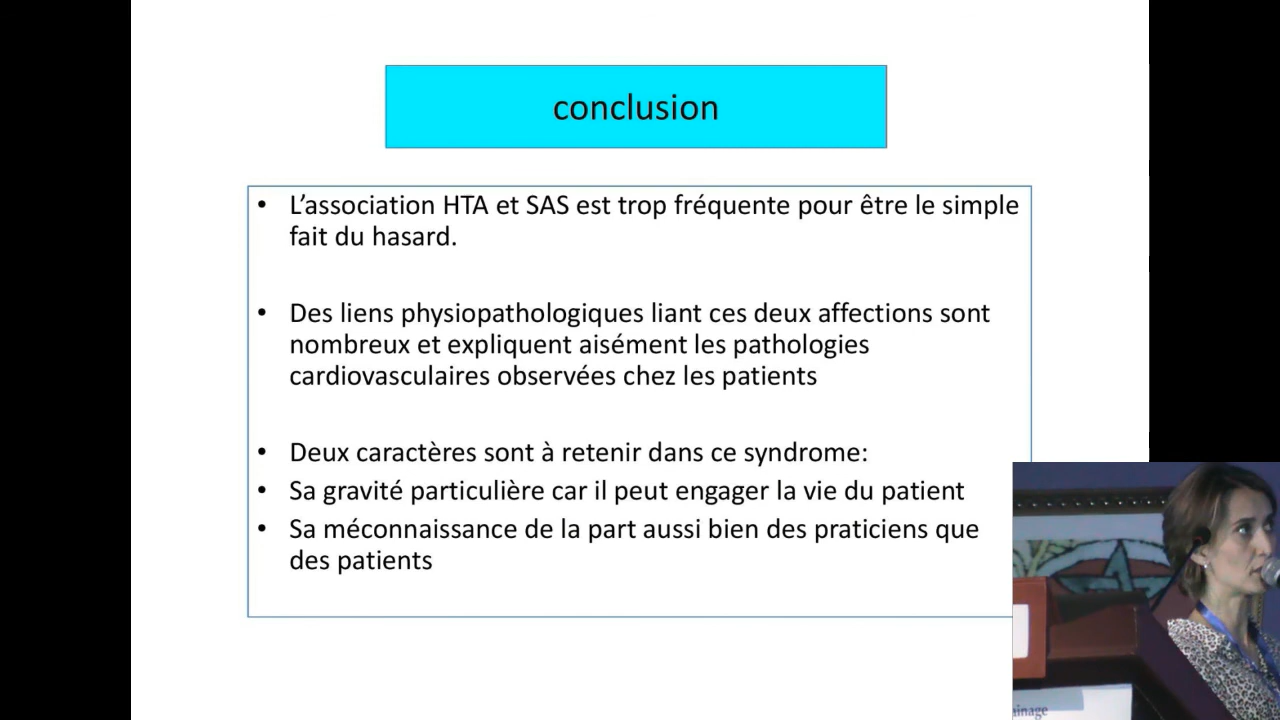 conclusion
• L’association HTA et SAS est trop fréquente pour être le simple
fait du hasard.
• Des liens physiopathologiques liant ces deux affections sont
nombreux et expliquent aisément les pathologies
cardiovasculaires observées chez les patients
• Deux caractères sont à retenir dans ce syndrome:
• Sa gravité particulière car il peut engager la vie du patient
• Sa méconnaissance de la part aussi bien des praticiens que
des patients